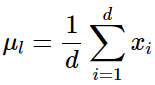 μ_l = \frac{1}{d} \sum_{i=1}^{d} x_i